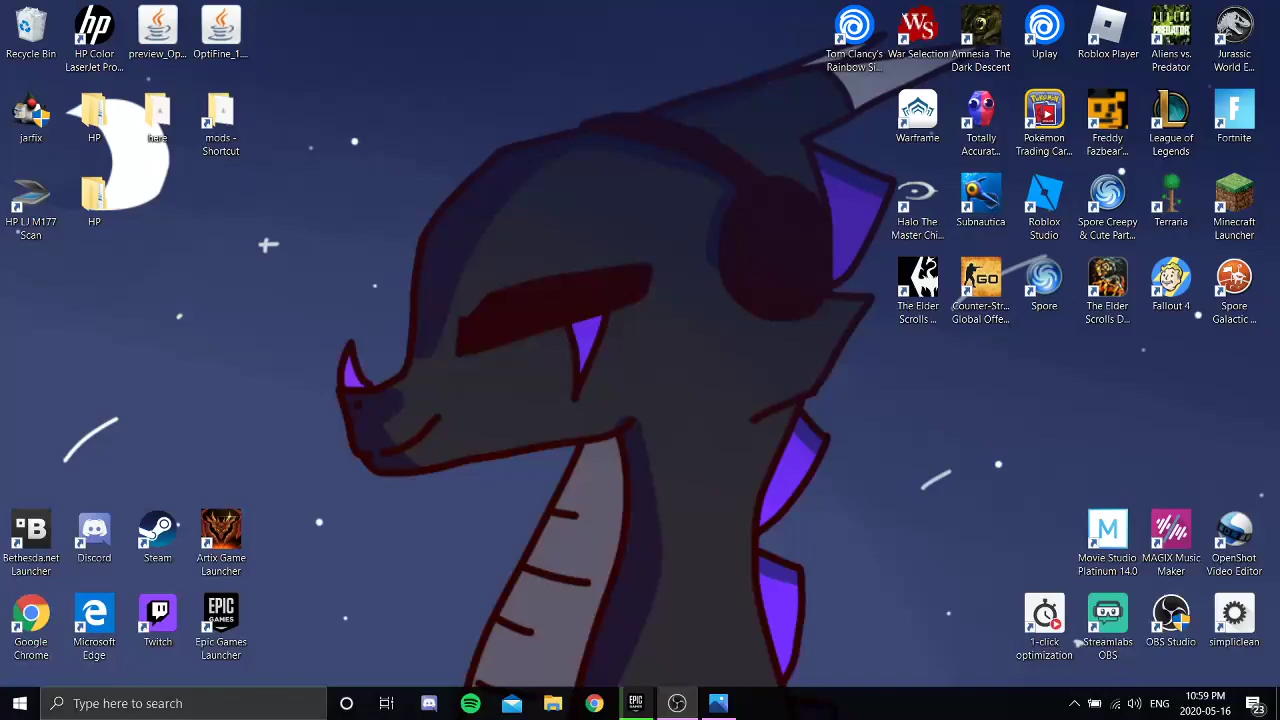 Recycle Bin
HP Color
LaserJet Pro...
preview_Op...
OptiFine_1....
Tom Clancy's
Rainbow Si...
War Selection
Amnesia The
Dark Descent
Uplay
Roblox Player
Aliens vs.
Predator
Jurassic
World E...
jarfix
HP
here
mods -
Shortcut
Warframe
Totally
Accurat...
Pokémon
Trading Car...
Freddy
Fazbear'...
League of
Legends
Fortnite
HP LJ M177
Scan
HP
Halo The
Master Chi...
Subnautica
Roblox
Studio
Spore Creepy
& Cute Part...
Terraria
Minecraft
Launcher
The Elder
Scrolls ...
Counter-Str...
Global Offe...
Spore
The Elder
Scrolls D...
Fallout 4
Spore
Galactic ...
Bethesda.net
Launcher
Discord
Steam
Artix Game
Launcher
Movie Studio
Platinum 14.0
MAGIX Music
Maker
OpenShot
Video Editor
Google
Chrome
Microsoft
Edge
Twitch
Epic Games
Launcher
1-click
optimization
Streamlabs
OBS
OBS Studio
simpliclean
Type here to search
ENG
10:59 PM
2020-05-16
23